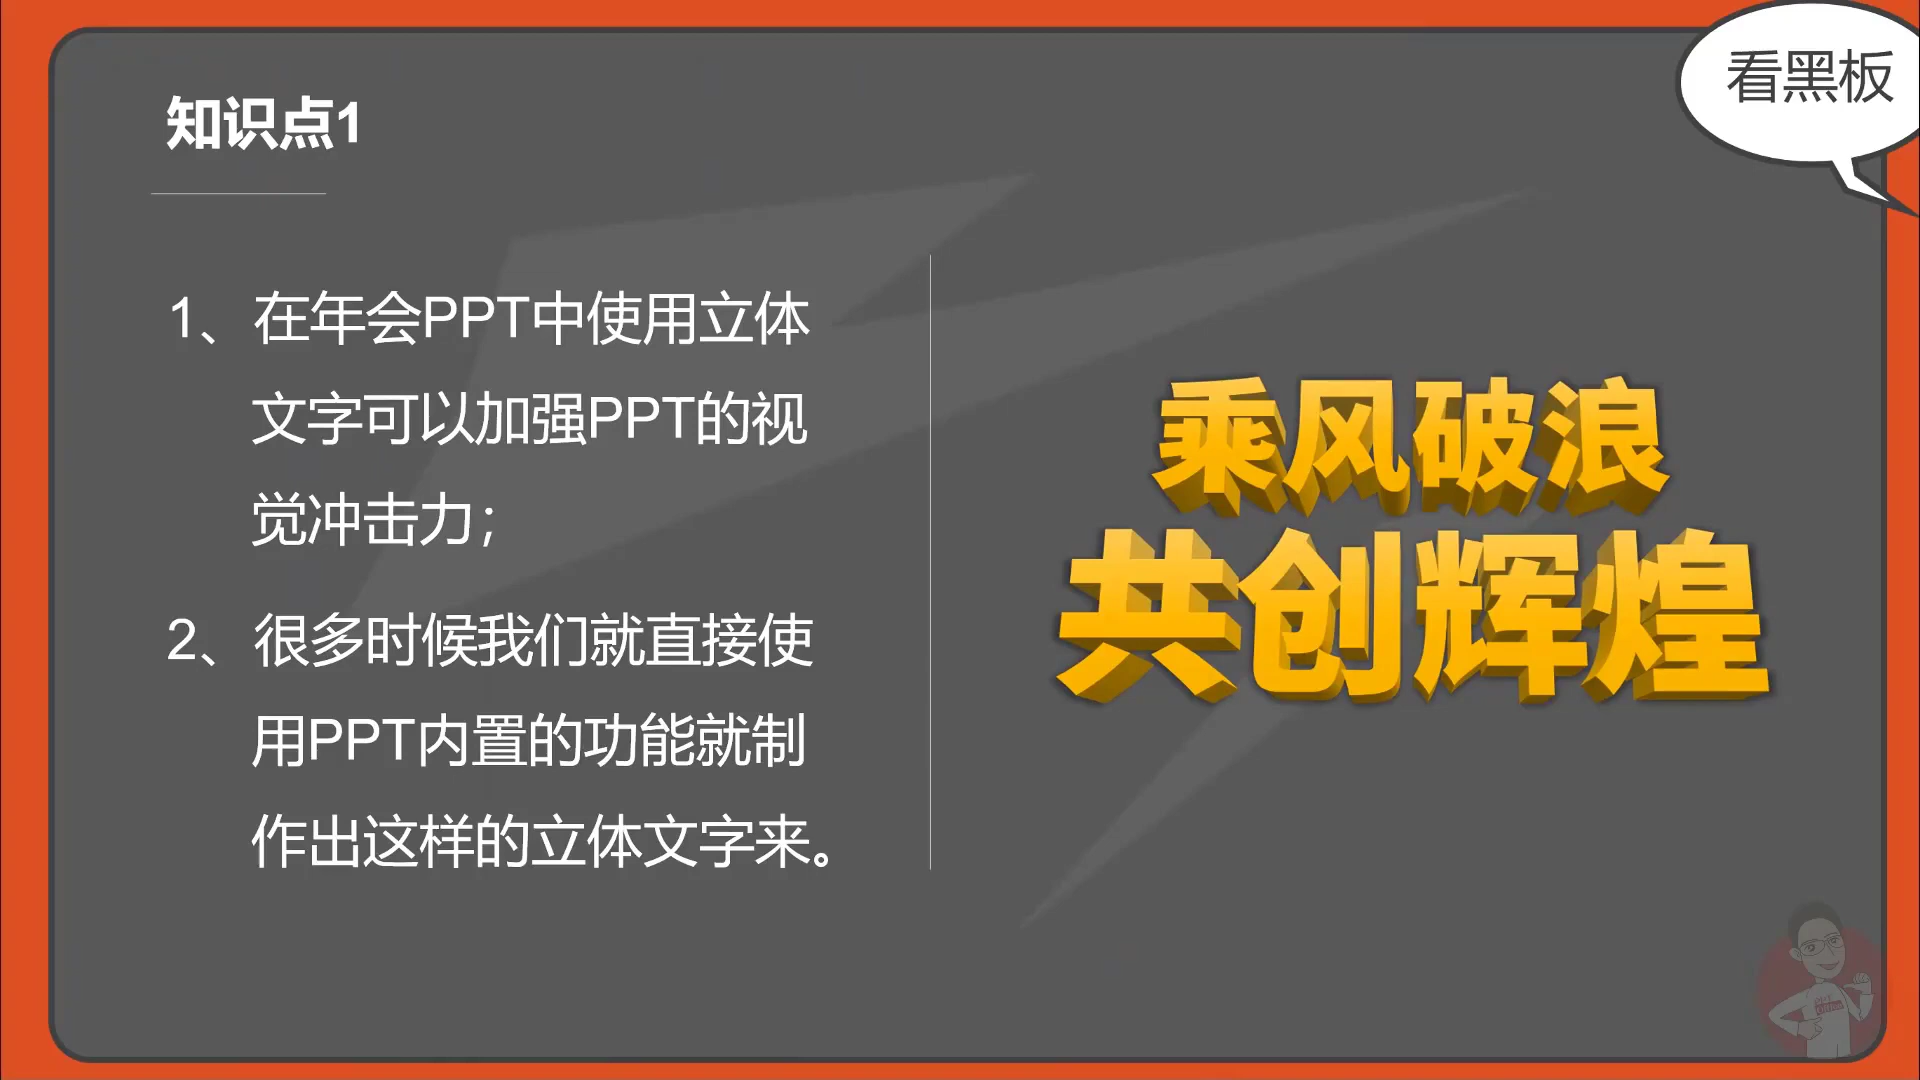 知识点1
看黑板
1、在年会PPT中使用立体
文字可以加强PPT的视
觉冲击力；
2、很多时候我们就直接使
用PPT内置的功能就制
作出这样的立体文字来。
乘风破浪
共创辉煌